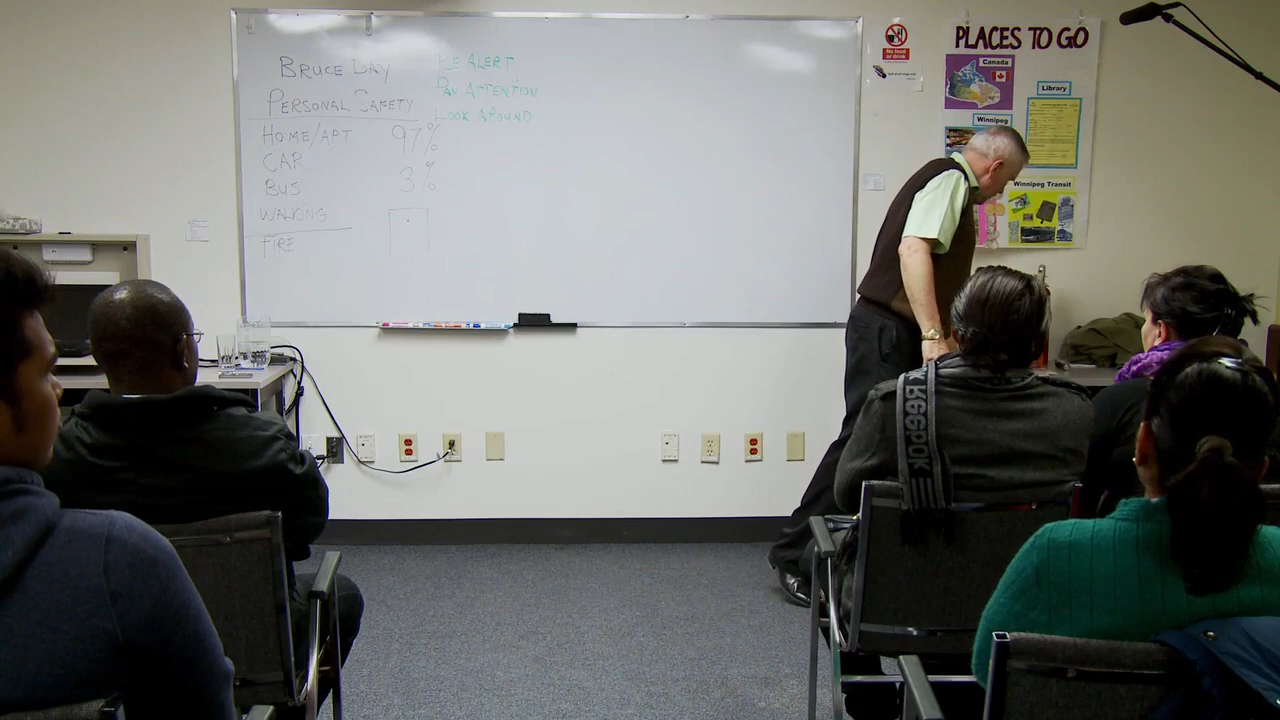 BRUCE DAY
PERSONAL SAFETY
HOME/APT 97%
CAR
BUS 3%
WALKING
FIRE
BE ALERT
PAY ATTENTION
LOOK AROUND
No food
or drink
PLACES TO GO
Canada
Library
Winnipeg
Winnipeg Transit
Reebok